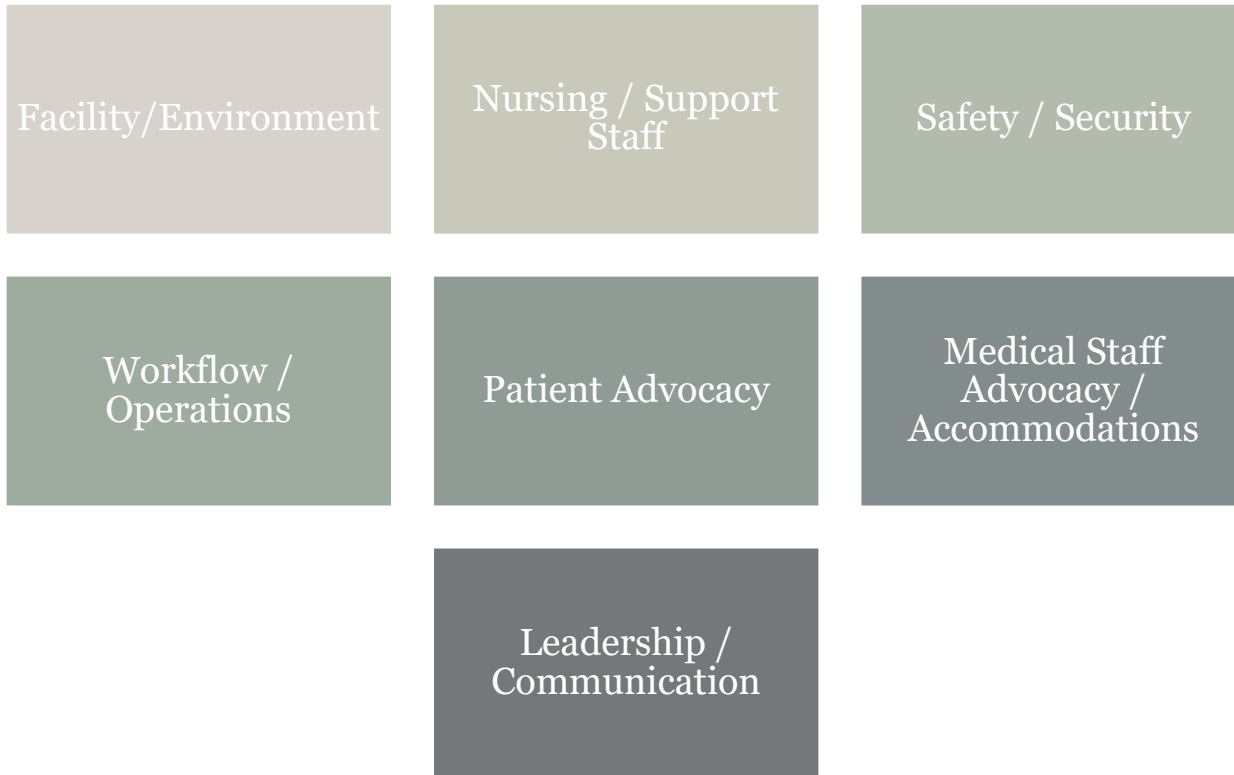 Facility/Environment
Nursing / Support
Staff
Safety / Security
Workflow /
Operations
Patient Advocacy
Medical Staff
Advocacy /
Accommodations
Leadership /
Communication